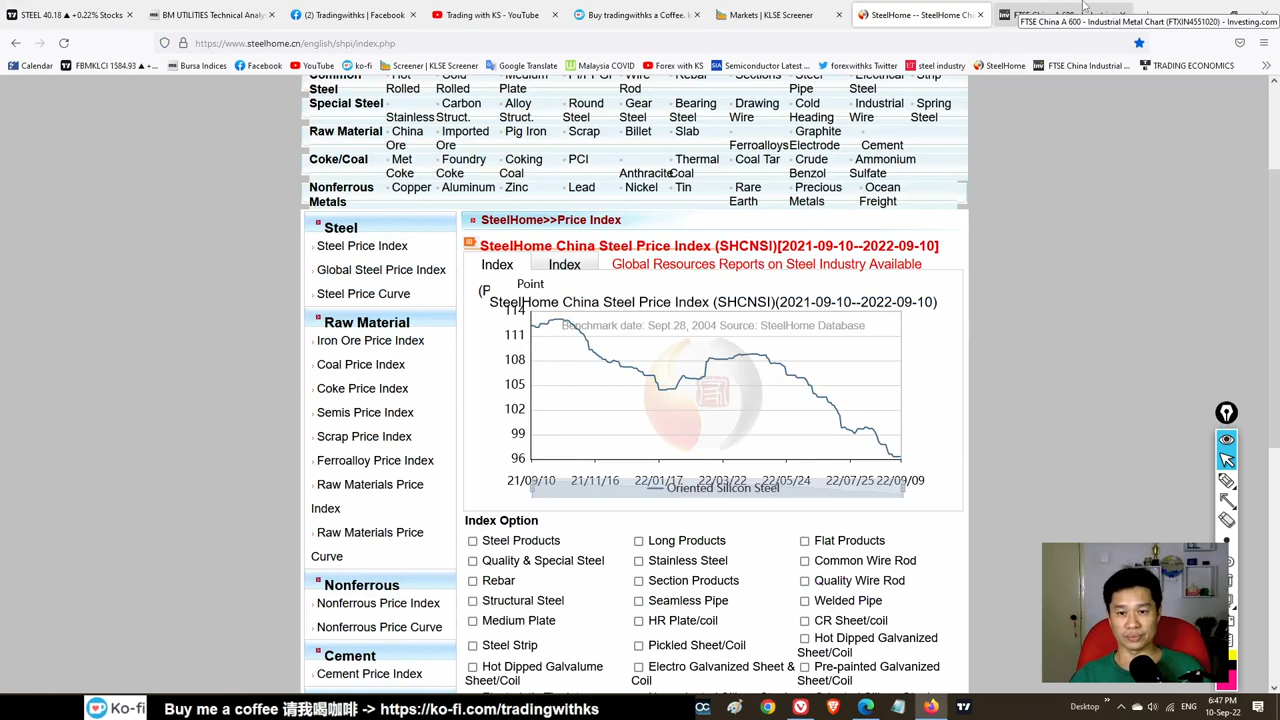 STEEL 40.18 ▲ +0.22% Stocks
BM UTILITIES Technical Analy
(2) Facebook
Tradingwithks | Facebook
Trading with KS - YouTube
Buy tradingwithks a Coffee.
Markets | KLSE Screener
SteelHome -- SteelHome Chi
FTSE China A 600 - Industrial Metal Chart (FTXIN4551020) - Investing.com
https://www.steelhome.cn/english/shpi/index.php
Calendar
FBMKLCI 1584.93 ▲ +...
Bursa Indices
Facebook
YouTube
ko-fi
Screener | KLSE Screener
Google Translate
Malaysia COVID
Forex with KS
Semiconductor Latest ...
forexwithks Twitter
steel industry
SteelHome
FTSE China Industrial ...
TRADING ECONOMICS
Common Steel
Hot Rolled
Cold Rolled
Medium Plate
Wire Rod
Rebar
Sections
Steel Pipe
Electrical Steel
Strip
Special Steel
Stainless
Carbon Struct.
Alloy Struct.
Round Steel
Gear Steel
Bearing Steel
Drawing Wire
Cold Heading
Industrial Wire
Spring Steel
Raw Material
China Ore
Imported Ore
Pig Iron
Scrap
Billet
Slab
Ferroalloys
Graphite Electrode
Cement
Coke/Coal
Met Coke
Foundry Coke
Coking Coal
PCI
Anthracite
Thermal Coal
Coal Tar
Crude Benzol
Ammonium Sulfate
Nonferrous Metals
Copper
Aluminum
Zinc
Lead
Nickel
Tin
Rare Earth
Precious Metals
Ocean Freight
Steel
Steel Price Index
Global Steel Price Index
Steel Price Curve
Raw Material
Iron Ore Price Index
Coal Price Index
Coke Price Index
Semis Price Index
Scrap Price Index
Ferroalloy Price Index
Raw Materials Price
Index
Raw Materials Price
Curve
Nonferrous
Nonferrous Price Index
Nonferrous Price Curve
Cement
Cement Price Index
SteelHome>>Price Index
SteelHome China Steel Price Index (SHCNSI)[2021-09-10--2022-09-10]
Index
Index
Global Resources Reports on Steel Industry Available
(P
Point
SteelHome China Steel Price Index (SHCNSI)(2021-09-10--2022-09-10)
Benchmark date: Sept.28, 2004 Source: SteelHome Database
114
111
108
105
102
99
96
21/09/10
21/11/16
22/01/17
22/03/22
22/05/24
22/07/25
22/09/09
Oriented Silicon Steel
Index Option
Steel Products
Long Products
Flat Products
Quality & Special Steel
Stainless Steel
Common Wire Rod
Rebar
Section Products
Quality Wire Rod
Structural Steel
Seamless Pipe
Welded Pipe
Medium Plate
HR Plate/coil
CR Sheet/coil
Steel Strip
Pickled Sheet/Coil
Hot Dipped Galvanized
Sheet/Coil
Hot Dipped Galvalume
Sheet/Coil
Electro Galvanized Sheet &
Coil
Pre-painted Galvanized
Sheet/Coil
Ko-fi
Buy me a coffee 请我喝咖啡 -> https://ko-fi.com/tradingwithks
Desktop
ENG
6:47 PM
10-Sep-22